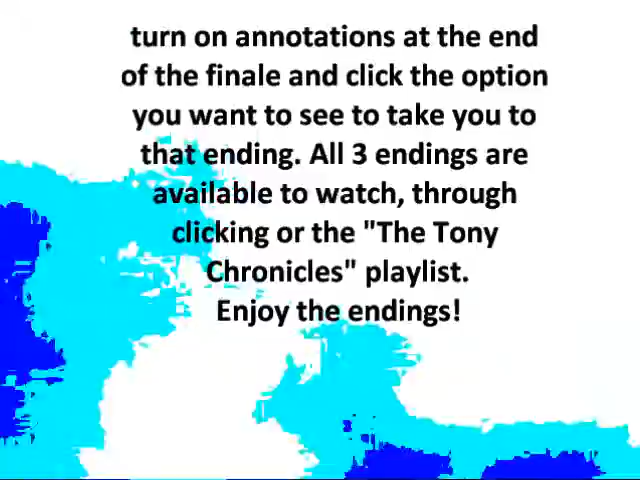 turn on annotations at the end
of the finale and click the option
you want to see to take you to
that ending. All 3 endings are
available to watch, through
clicking or the "The Tony
Chronicles" playlist.
Enjoy the endings!